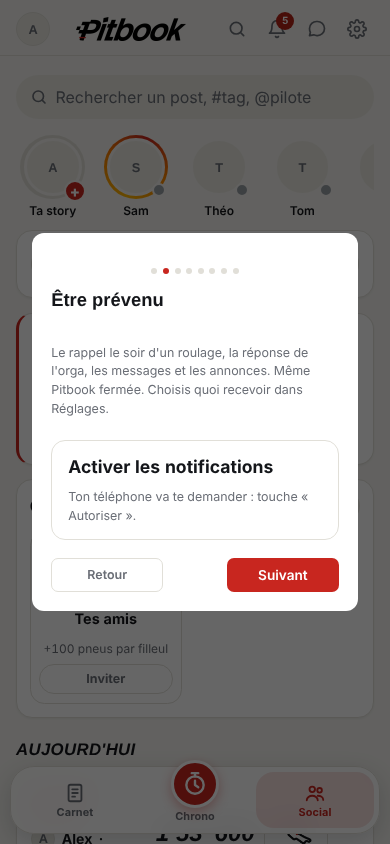 A
Pitbook
5
Rechercher un post, #tag, @pilote
A
S
T
T
Ta story
Sam
Théo
Tom
Être prévenu
Le rappel le soir d'un roulage, la réponse de
l'orga, les messages et les annonces. Même
Pitbook fermée. Choisis quoi recevoir dans
Réglages.
Activer les notifications
Ton téléphone va te demander : touche «
Autoriser ».
Retour
Suivant
Tes amis
+100 pneus par filleul
Inviter
AUJOURD'HUI
Carnet
Chrono
Social
A
Alex ·